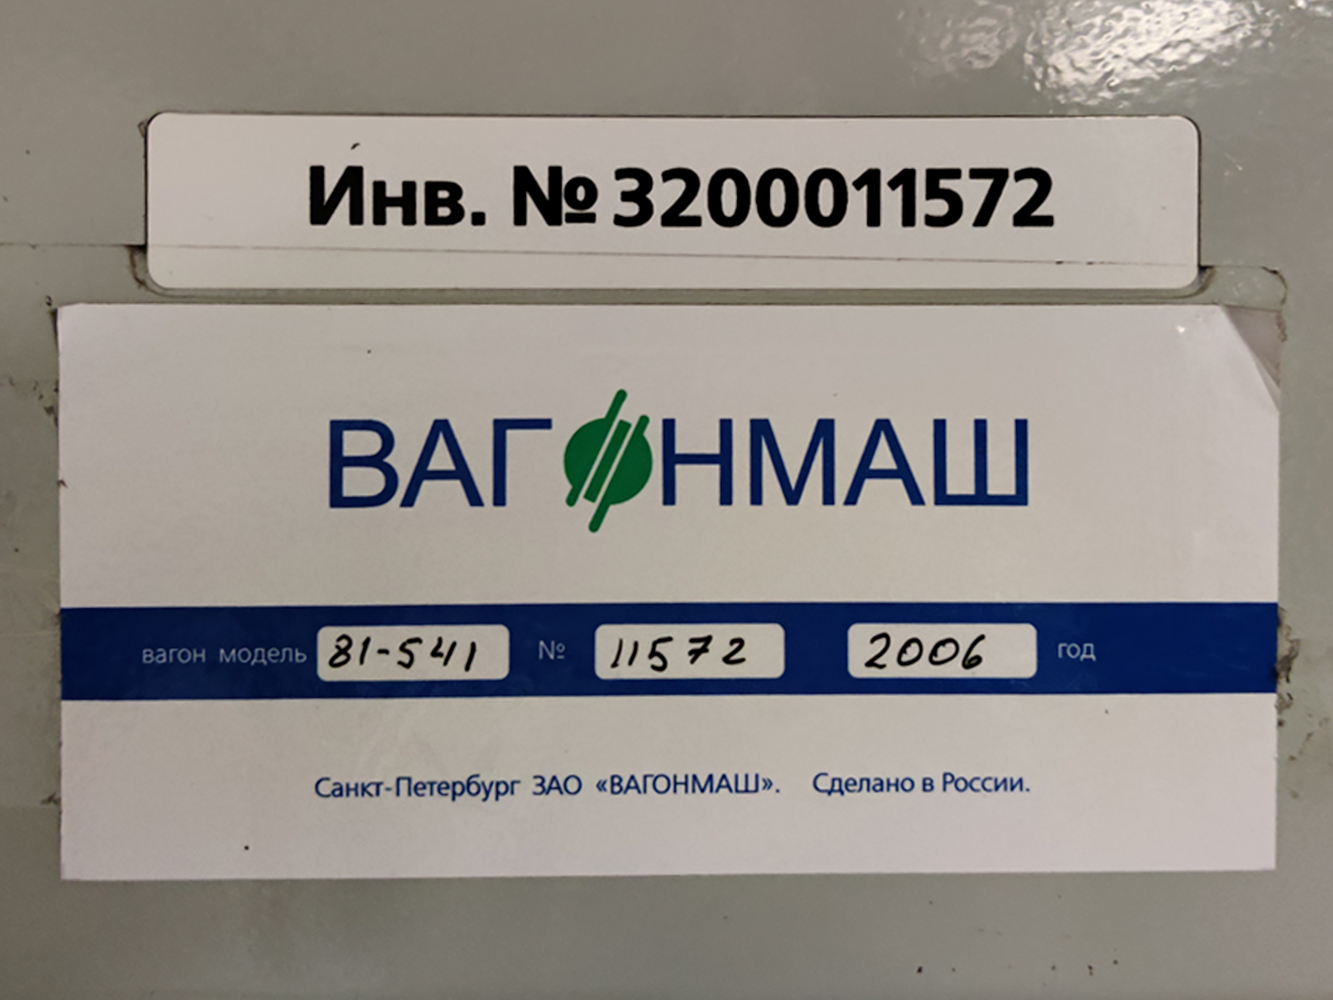 Инв. № 3200011572
ВАГОНМАШ
вагон модель 81-541 № 11572 2006 год
Санкт-Петербург ЗАО «ВАГОНМАШ». Сделано в России.